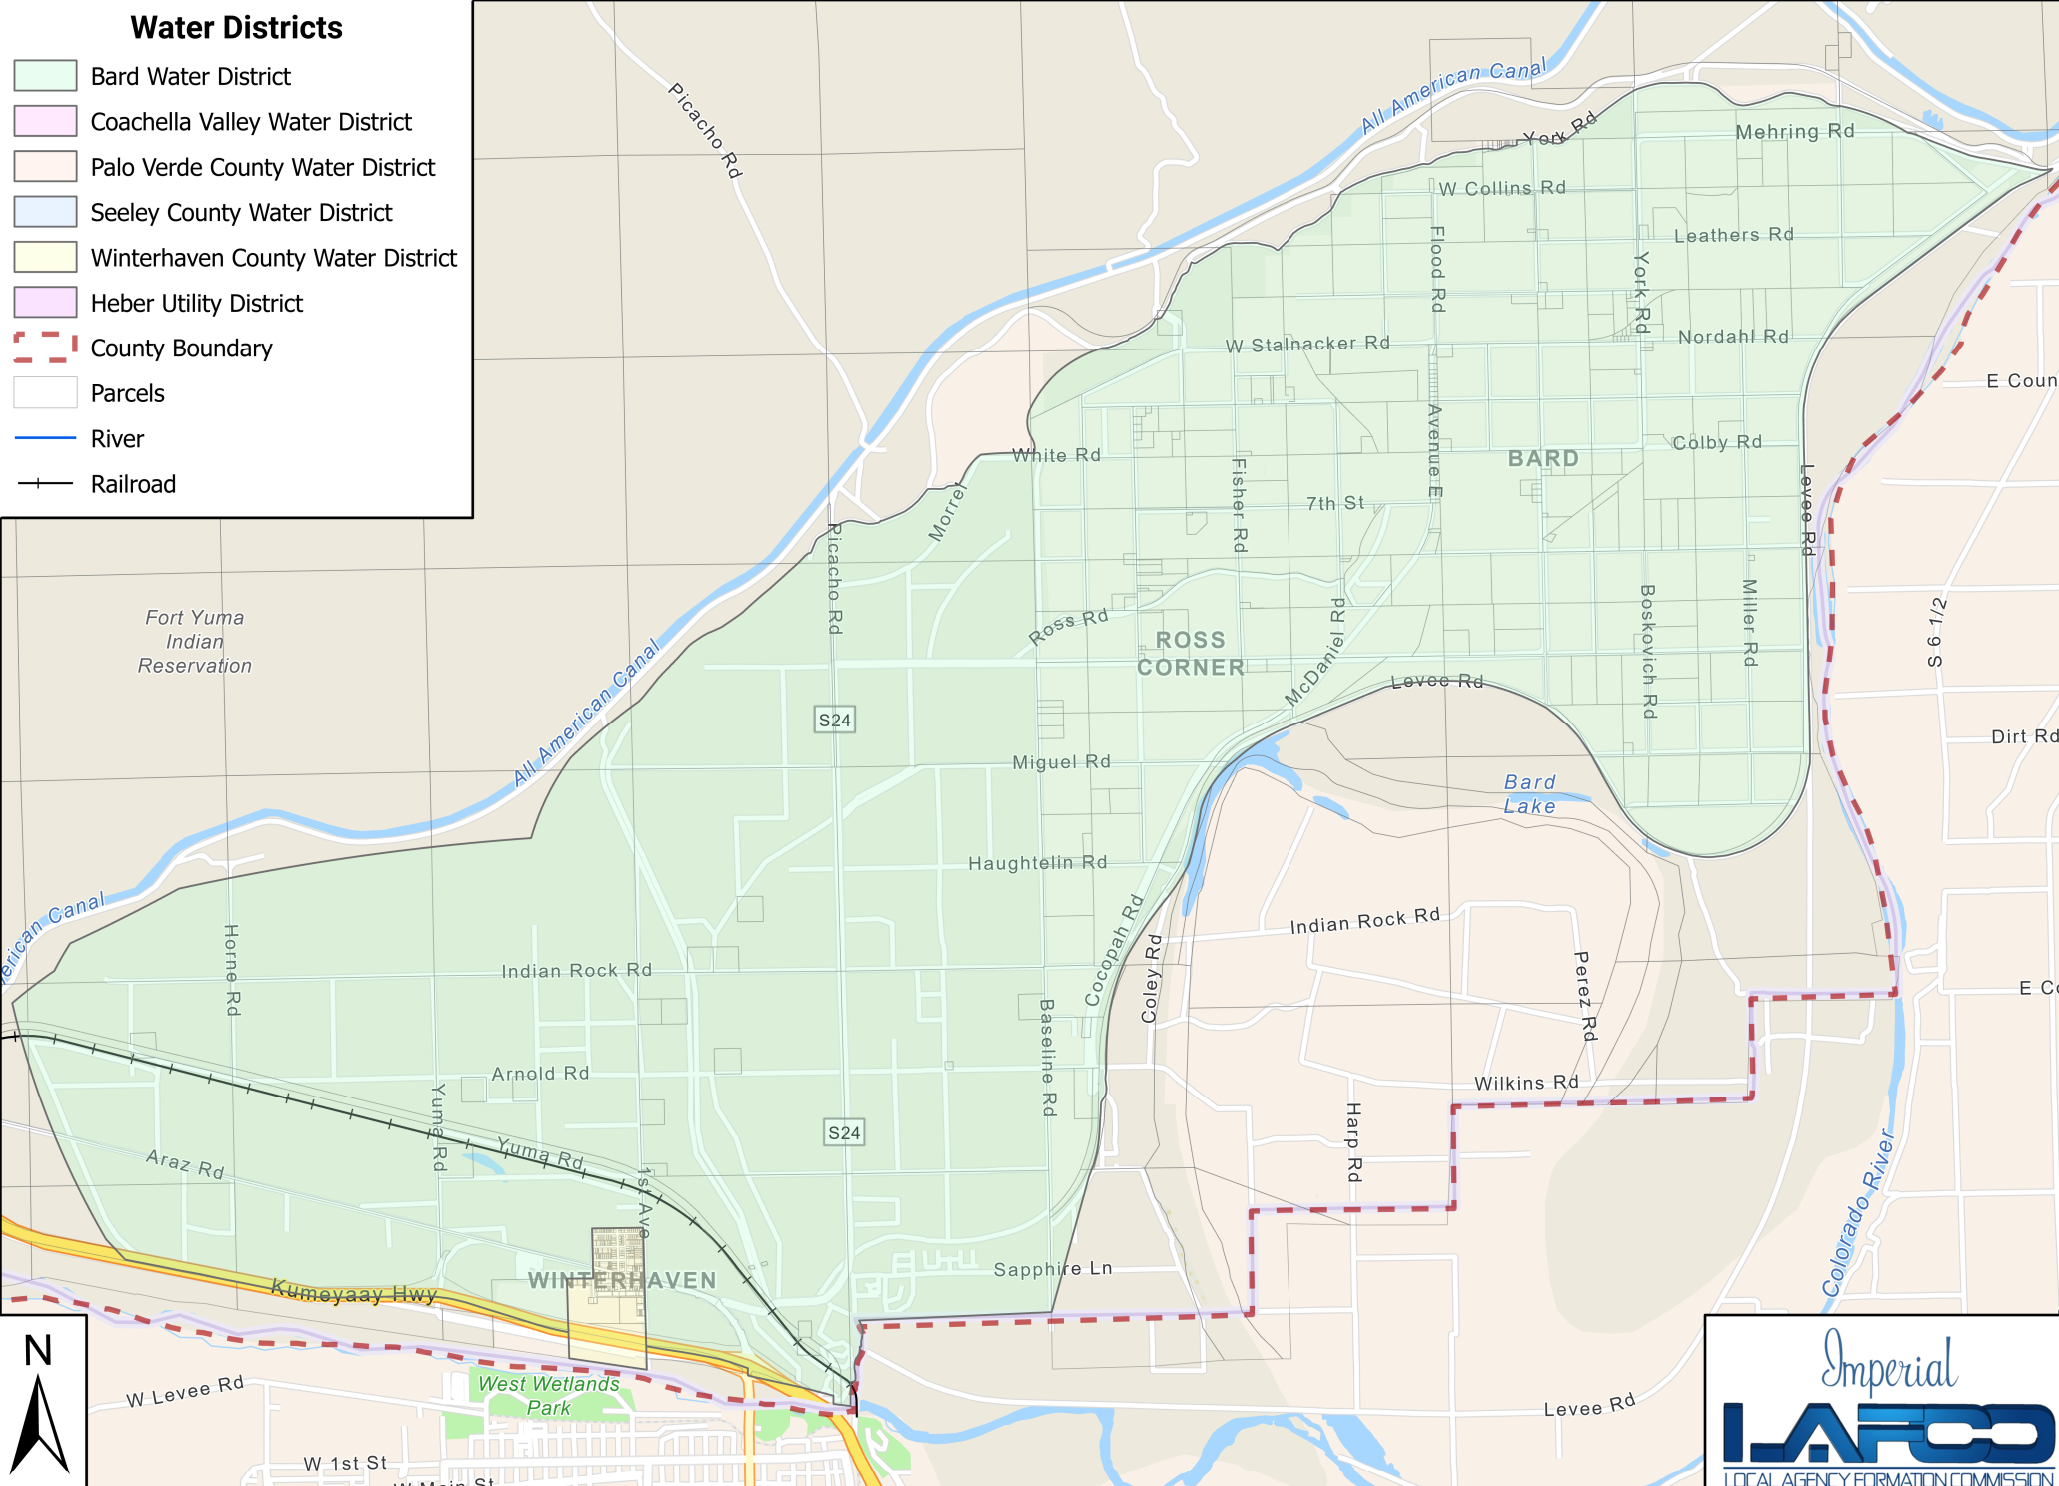 Water Districts
Bard Water District
Coachella Valley Water District
Palo Verde County Water District
Seeley County Water District
Winterhaven County Water District
Heber Utility District
County Boundary
Parcels
River
Railroad
Picacho Rd
All American Canal
York Rd
Mehring Rd
W Collins Rd
Flood Rd
Leathers Rd
York Rd
W Stalnacker Rd
Nordahl Rd
E Coun
Avenue E
White Rd
BARD
Colby Rd
Morrel
Fisher Rd
7th St
Levee Rd
Picacho Rd
Fort Yuma
Indian
Reservation
Ross Rd
ROSS
CORNER
McDaniel Rd
Boskovich Rd
Miller Rd
S 6 1/2
Levee Rd
All American Canal
S24
Miguel Rd
Dirt Rd
Bard
Lake
Haughtelin Rd
erican Canal
Horne Rd
Indian Rock Rd
Cocopah Rd
Coley Rd
Indian Rock Rd
Perez Rd
E Co
Baseline Rd
Arnold Rd
Yuma Rd
Wilkins Rd
Harp Rd
S24
Araz Rd
Yuma Rd
1st Ave
Colorado River
WINTERHAVEN
Sapphire Ln
Kumeyaay Hwy
N
W Levee Rd
West Wetlands
Park
Levee Rd
W 1st St
W Main St
Imperial
LAFCO
LOCAL AGENCY FORMATION COMMISSION